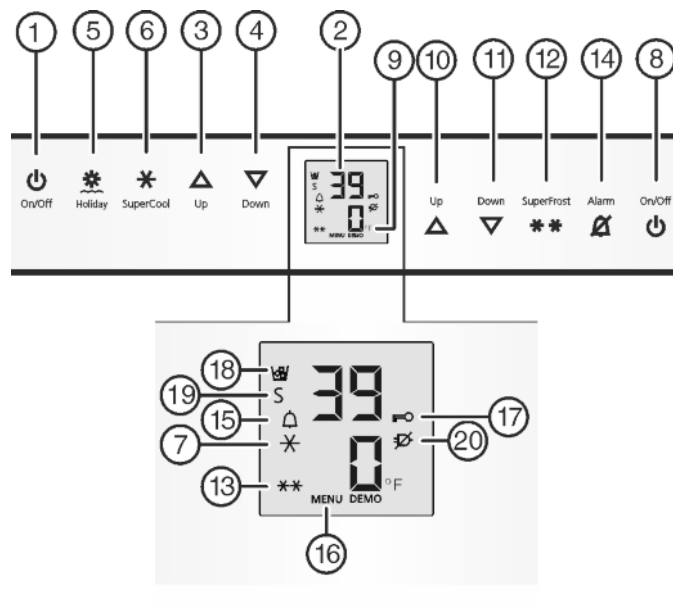 1 5 6 3 4 2 9 10 11 12 14 8
On/Off Holiday SuperCool Up Down
S 39
0 °F
MENU DEMO
Up Down SuperFrost Alarm On/Off
18 39
19 S
15 17
7 20
13 0 °F
MENU DEMO
16